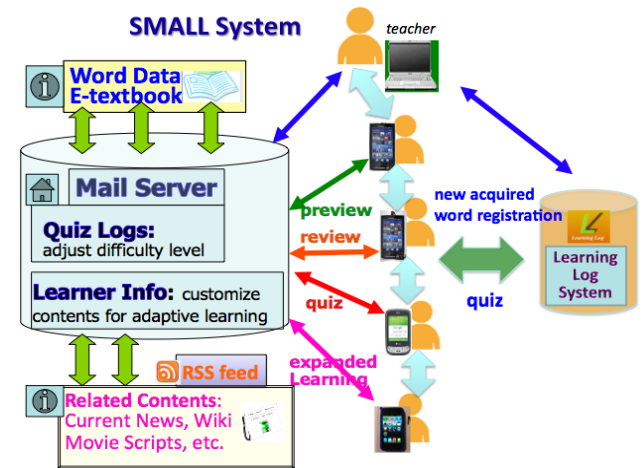 SMALL System
teacher
Word Data
E-textbook
Mail Server
Quiz Logs:
adjust difficulty level
Learner Info: customize
contents for adaptive learning
preview
review
quiz
expanded
Learning
new acquired
word registration
quiz
Learning Log
Learning
Log
System
RSS feed
Related Contents:
Current News, Wiki
Movie Scripts, etc.